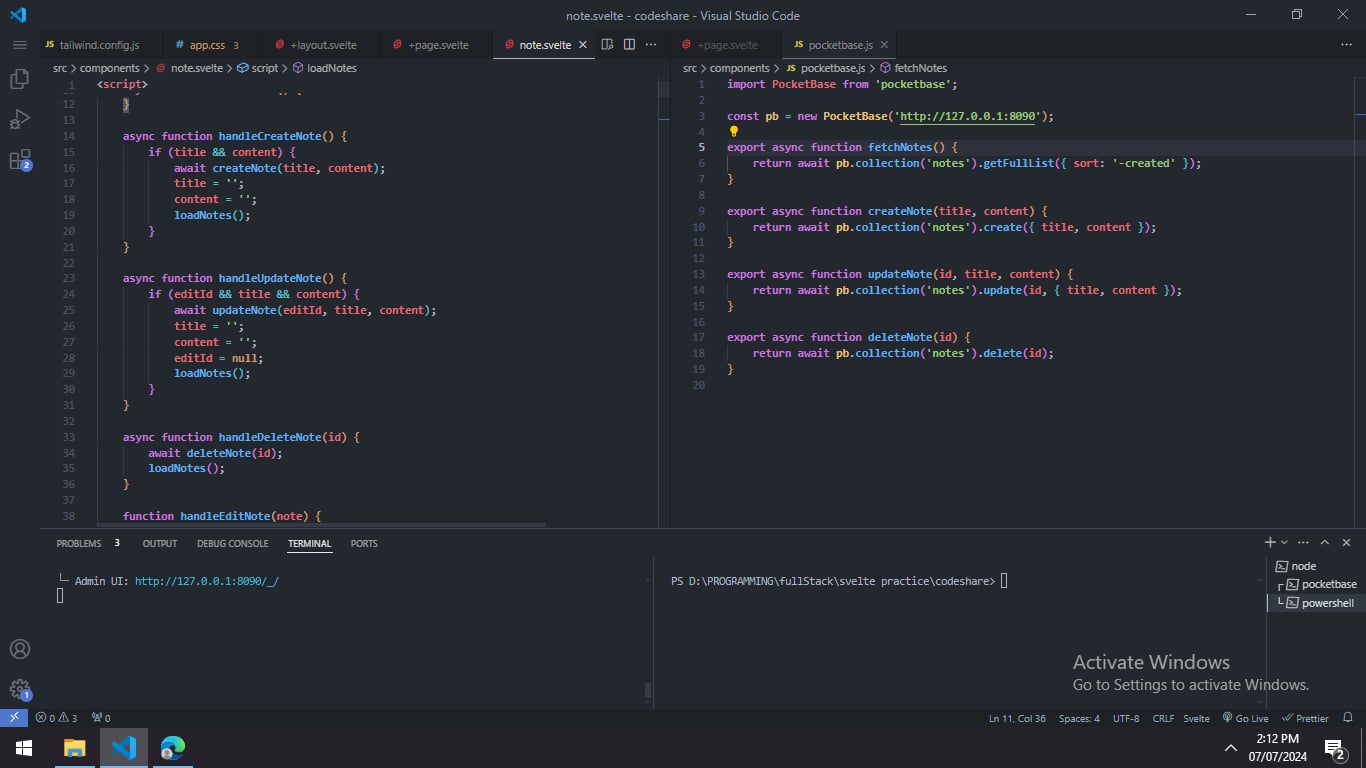 note.svelte - codeshare - Visual Studio Code
JS tailwind.config.js
# app.css 3
+layout.svelte
+page.svelte
note.svelte
+page.svelte
JS pocketbase.js
src > components > note.svelte > script > loadNotes
src > components > JS pocketbase.js > fetchNotes
1 <script>
12 }
13
14 async function handleCreateNote() {
15 if (title && content) {
16 await createNote(title, content);
17 title = '';
18 content = '';
19 loadNotes();
20 }
21 }
22
23 async function handleUpdateNote() {
24 if (editId && title && content) {
25 await updateNote(editId, title, content);
26 title = '';
27 content = '';
28 editId = null;
29 loadNotes();
30 }
31 }
32
33 async function handleDeleteNote(id) {
34 await deleteNote(id);
35 loadNotes();
36 }
37
38 function handleEditNote(note) {
1 import PocketBase from 'pocketbase';
2
3 const pb = new PocketBase('http://127.0.0.1:8090');
4
5 export async function fetchNotes() {
6 return await pb.collection('notes').getFullList({ sort: '-created' });
7 }
8
9 export async function createNote(title, content) {
10 return await pb.collection('notes').create({ title, content });
11 }
12
13 export async function updateNote(id, title, content) {
14 return await pb.collection('notes').update(id, { title, content });
15 }
16
17 export async function deleteNote(id) {
18 return await pb.collection('notes').delete(id);
19 }
20
2
PROBLEMS 3 OUTPUT DEBUG CONSOLE TERMINAL PORTS
└─ Admin UI: http://127.0.0.1:8090/_/
PS D:\PROGRAMMING\fullStack\svelte practice\codeshare>
node
pocketbase
powershell
Activate Windows
Go to Settings to activate Windows.
1
0 3 0
Ln 11, Col 36 Spaces: 4 UTF-8 CRLF Svelte Go Live Prettier
2:12 PM
07/07/2024
2